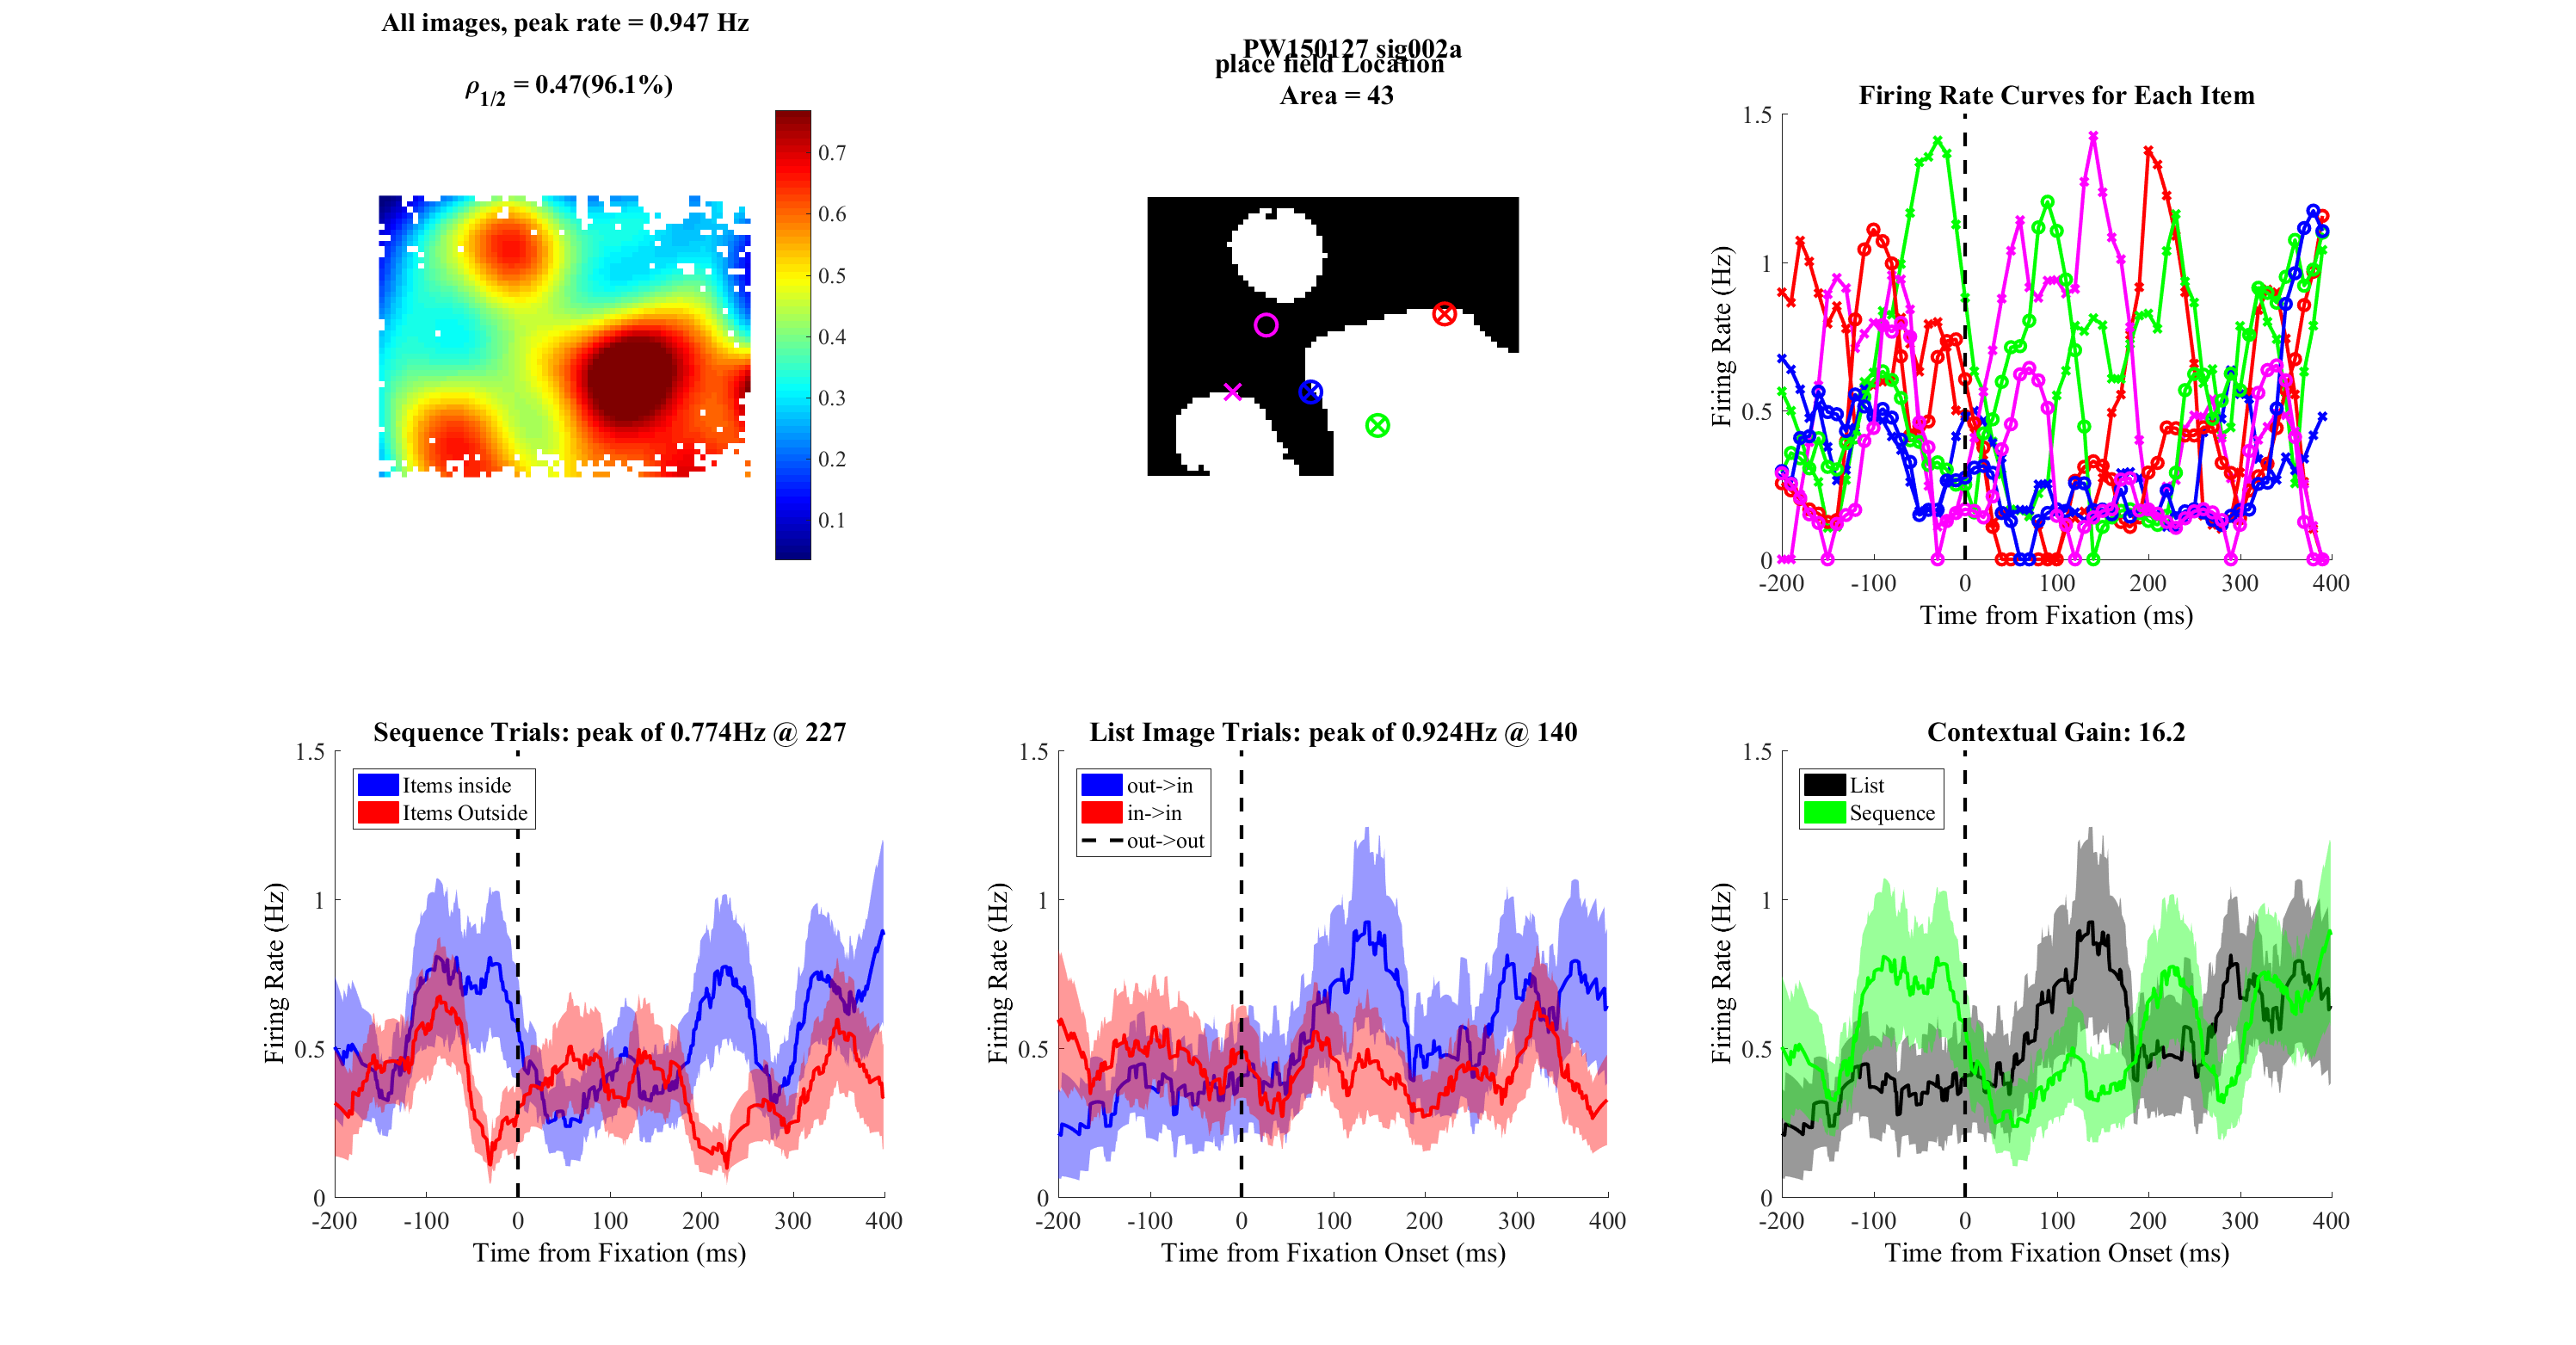 All images, peak rate = 0.947 Hz
ρ1/2 = 0.47(96.1%)
0.7
0.6
0.5
0.4
0.3
0.2
0.1
PW150127 sig002a
place field Location
Area = 43
Firing Rate Curves for Each Item
1.5
1
0.5
0
Firing Rate (Hz)
-200 -100 0 100 200 300 400
Time from Fixation (ms)
Sequence Trials: peak of 0.774Hz @ 227
1.5
1
0.5
0
Firing Rate (Hz)
Items inside
Items Outside
-200 -100 0 100 200 300 400
Time from Fixation (ms)
List Image Trials: peak of 0.924Hz @ 140
1.5
1
0.5
0
Firing Rate (Hz)
out->in
in->in
out->out
-200 -100 0 100 200 300 400
Time from Fixation Onset (ms)
Contextual Gain: 16.2
1.5
1
0.5
0
Firing Rate (Hz)
List
Sequence
-200 -100 0 100 200 300 400
Time from Fixation Onset (ms)